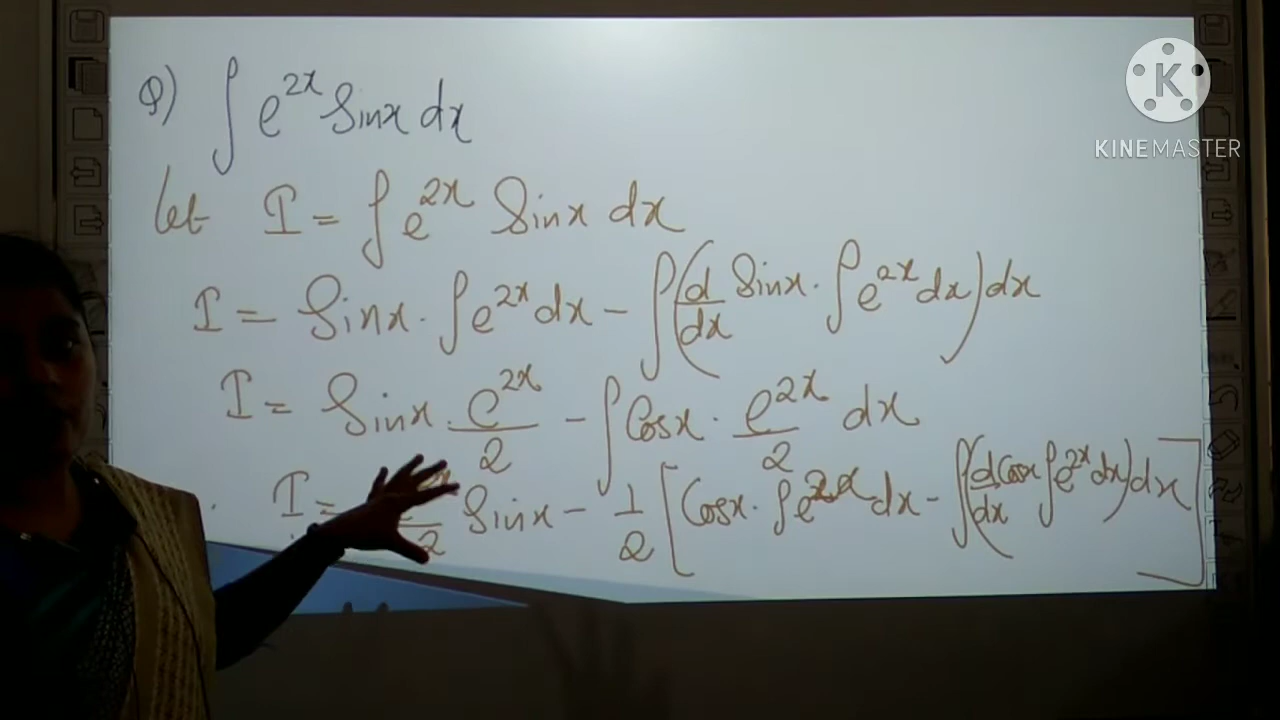 Q) ∫ e^2x Sinx dx
KINEMASTER
Let I = ∫ e^2x Sinx dx
I = Sinx . ∫ e^2x dx - ∫ (d/dx Sinx . ∫ e^2x dx) dx
I = Sinx . e^2x/2 - ∫ Cosx . e^2x/2 dx
I = /2 Sinx - 1/2 [Cosx . ∫ e^2x dx - ∫ (d/dx Cosx ∫ e^2x dx) dx]